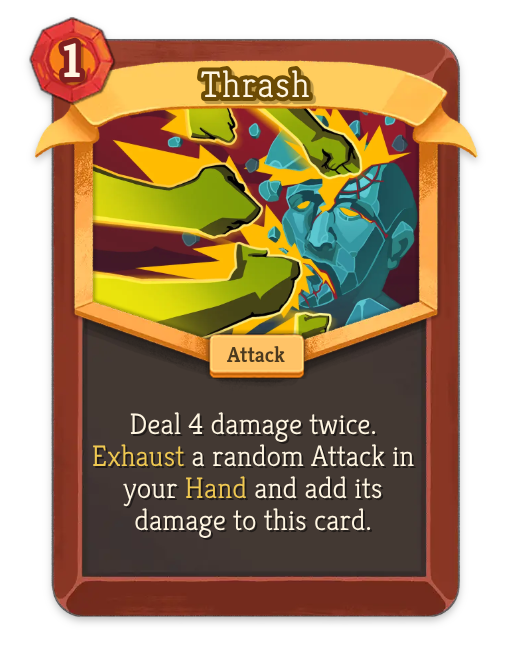 1
Thrash
Attack
Deal 4 damage twice.
Exhaust a random Attack in
your Hand and add its
damage to this card.